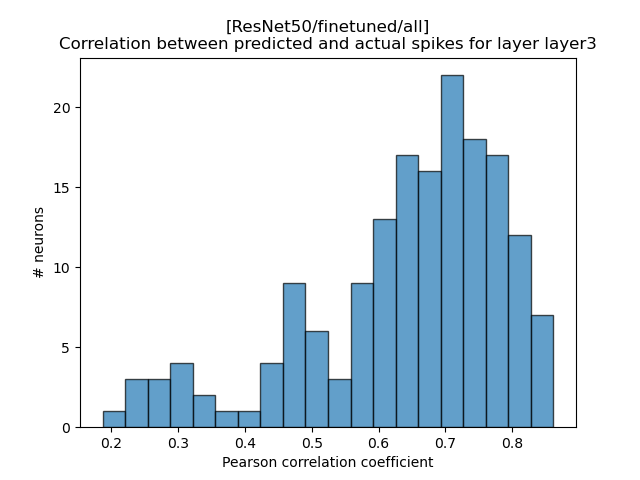 [ResNet50/finetuned/all]
Correlation between predicted and actual spikes for layer layer3
20
15
10
5
0
# neurons
0.2 0.3 0.4 0.5 0.6 0.7 0.8
Pearson correlation coefficient